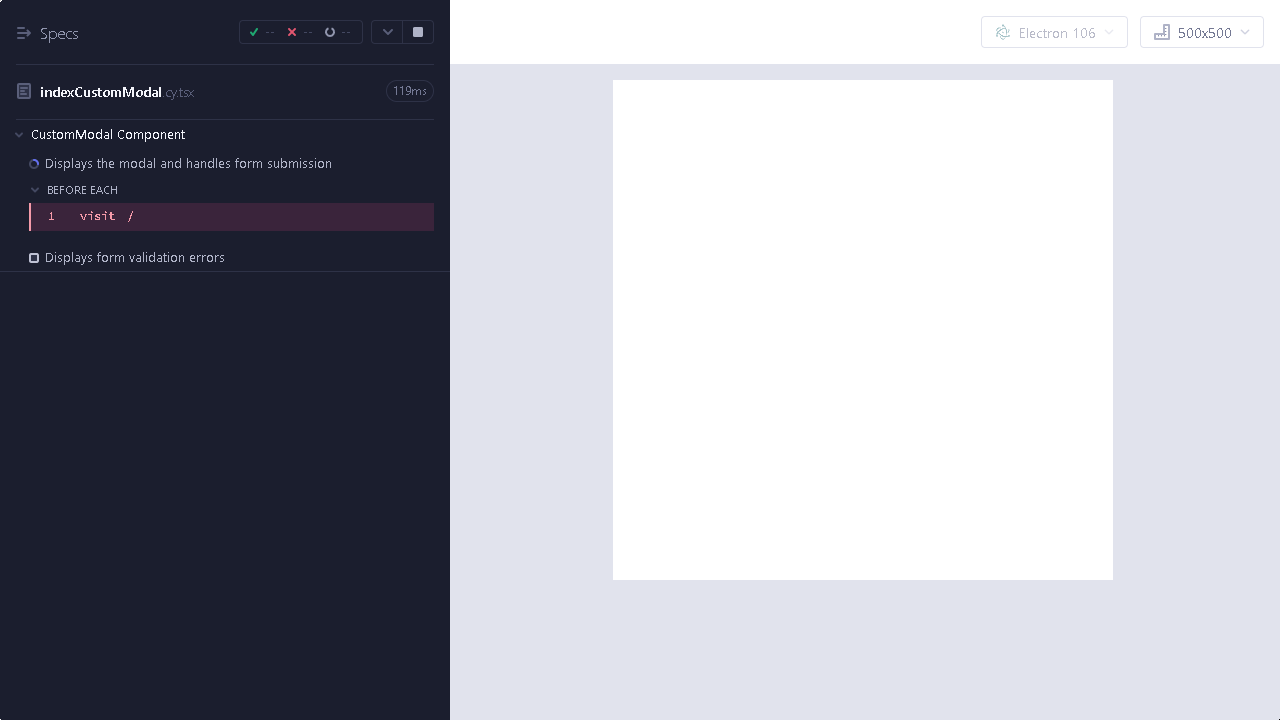 Specs
--
--
--
Electron 106
500x500
indexCustomModal.cy.tsx
119ms
CustomModal Component
Displays the modal and handles form submission
BEFORE EACH
1 visit /
Displays form validation errors